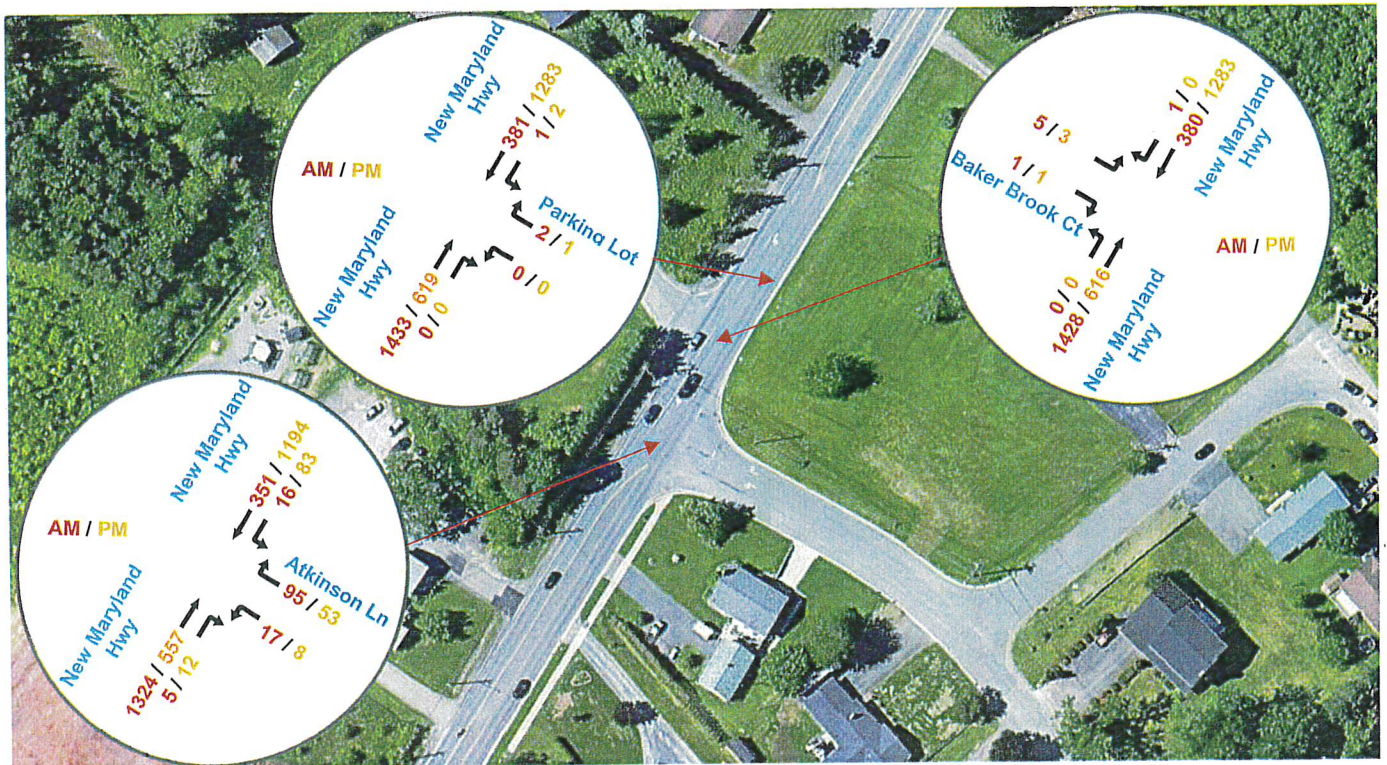 New Maryland
Hwy
381 / 1283
1 / 2
AM / PM
Parking Lot
2 / 1
0 / 0
New Maryland
Hwy
1433 / 619
0 / 0
1 / 0
380 / 1283
New Maryland
Hwy
5 / 3
1 / 1
Baker Brook Ct
AM / PM
0 / 0
1428 / 616
New Maryland
Hwy
New Maryland
Hwy
351 / 1194
16 / 83
AM / PM
Atkinson Ln
95 / 53
17 / 8
New Maryland
Hwy
1324 / 557
5 / 12